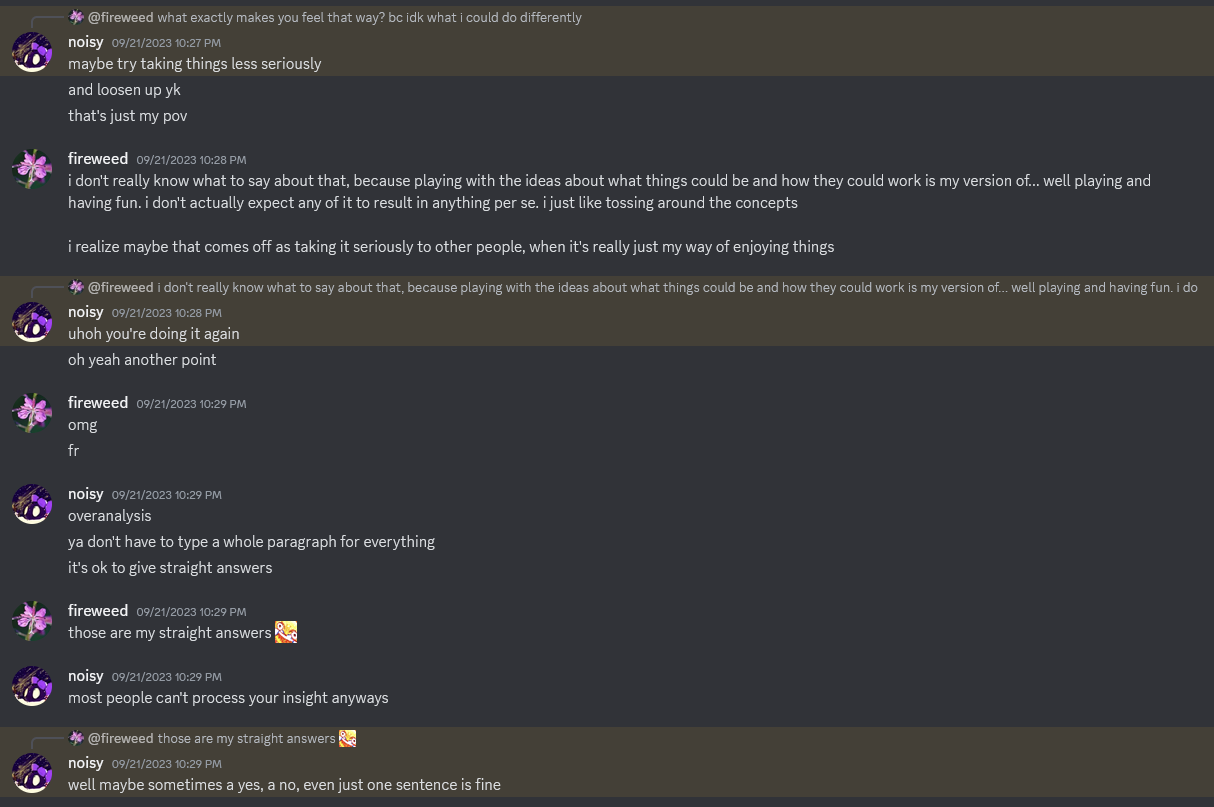 @fireweed what exactly makes you feel that way? bc idk what i could do differently
noisy 09/21/2023 10:27 PM
maybe try taking things less seriously
and loosen up yk
that's just my pov
fireweed 09/21/2023 10:28 PM
i don't really know what to say about that, because playing with the ideas about what things could be and how they could work is my version of... well playing and
having fun. i don't actually expect any of it to result in anything per se. i just like tossing around the concepts
i realize maybe that comes off as taking it seriously to other people, when it's really just my way of enjoying things
@fireweed i don't really know what to say about that, because playing with the ideas about what things could be and how they could work is my version of... well playing and having fun. i do
noisy 09/21/2023 10:28 PM
uhoh you're doing it again
oh yeah another point
fireweed 09/21/2023 10:29 PM
omg
fr
noisy 09/21/2023 10:29 PM
overanalysis
ya don't have to type a whole paragraph for everything
it's ok to give straight answers
fireweed 09/21/2023 10:29 PM
those are my straight answers
noisy 09/21/2023 10:29 PM
most people can't process your insight anyways
@fireweed those are my straight answers
noisy 09/21/2023 10:29 PM
well maybe sometimes a yes, a no, even just one sentence is fine